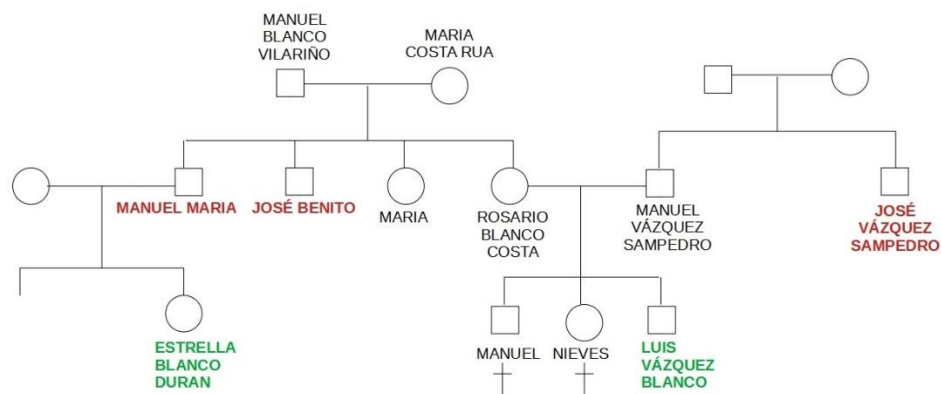 MANUEL
BLANCO
VILARIÑO
MARIA
COSTA RUA
MANUEL MARIA
JOSÉ BENITO
MARIA
ROSARIO
BLANCO
COSTA
MANUEL
VÁZQUEZ
SAMPEDRO
JOSÉ
VÁZQUEZ
SAMPEDRO
ESTRELLA
BLANCO
DURAN
MANUEL
NIEVES
LUIS
VÁZQUEZ
BLANCO